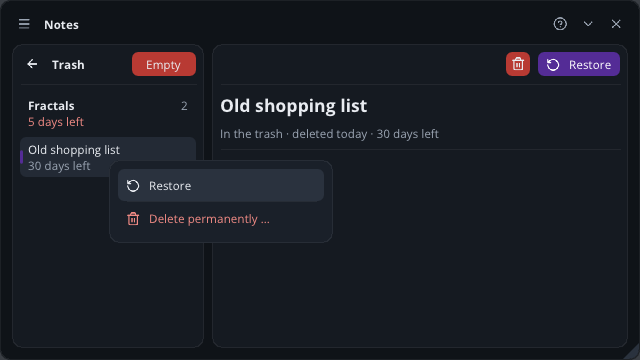 Notes
Trash
Empty
Restore
Fractals
2
5 days left
Old shopping list
30 days left
Old shopping list
In the trash · deleted today · 30 days left
Restore
Delete permanently ...